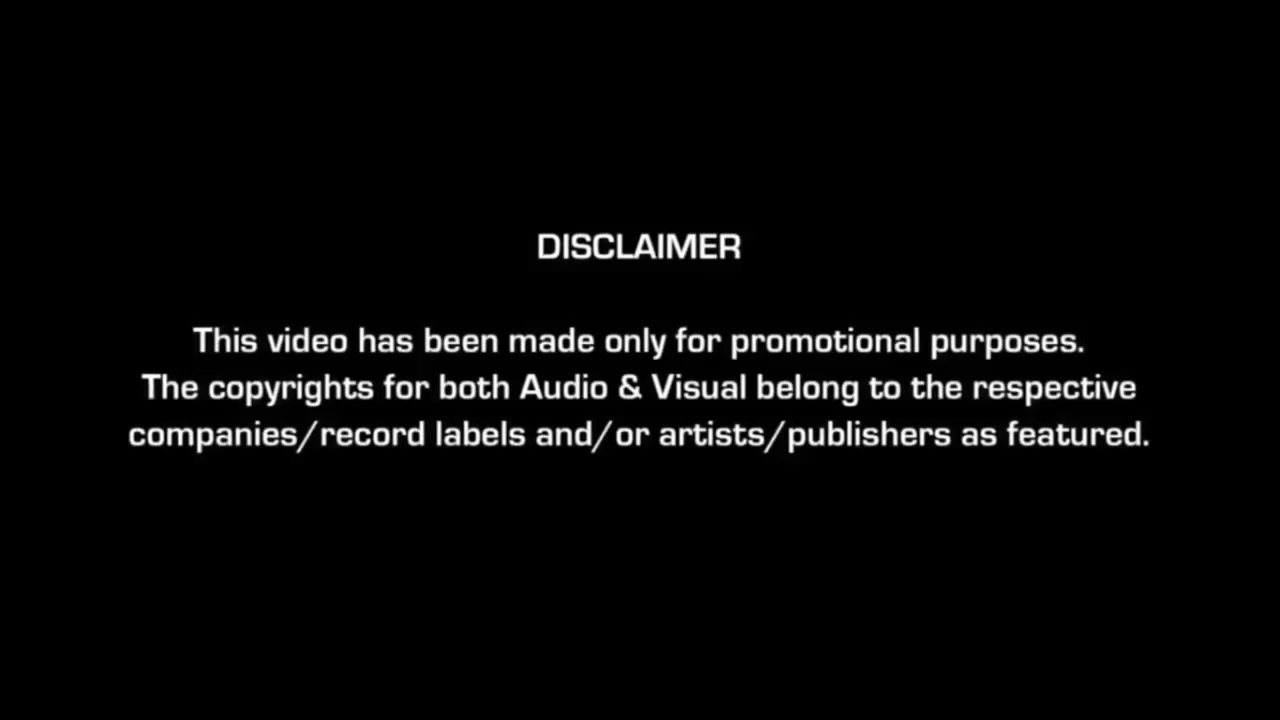 DISCLAIMER
This video has been made only for promotional purposes.
The copyrights for both Audio & Visual belong to the respective
companies/record labels and/or artists/publishers as featured.